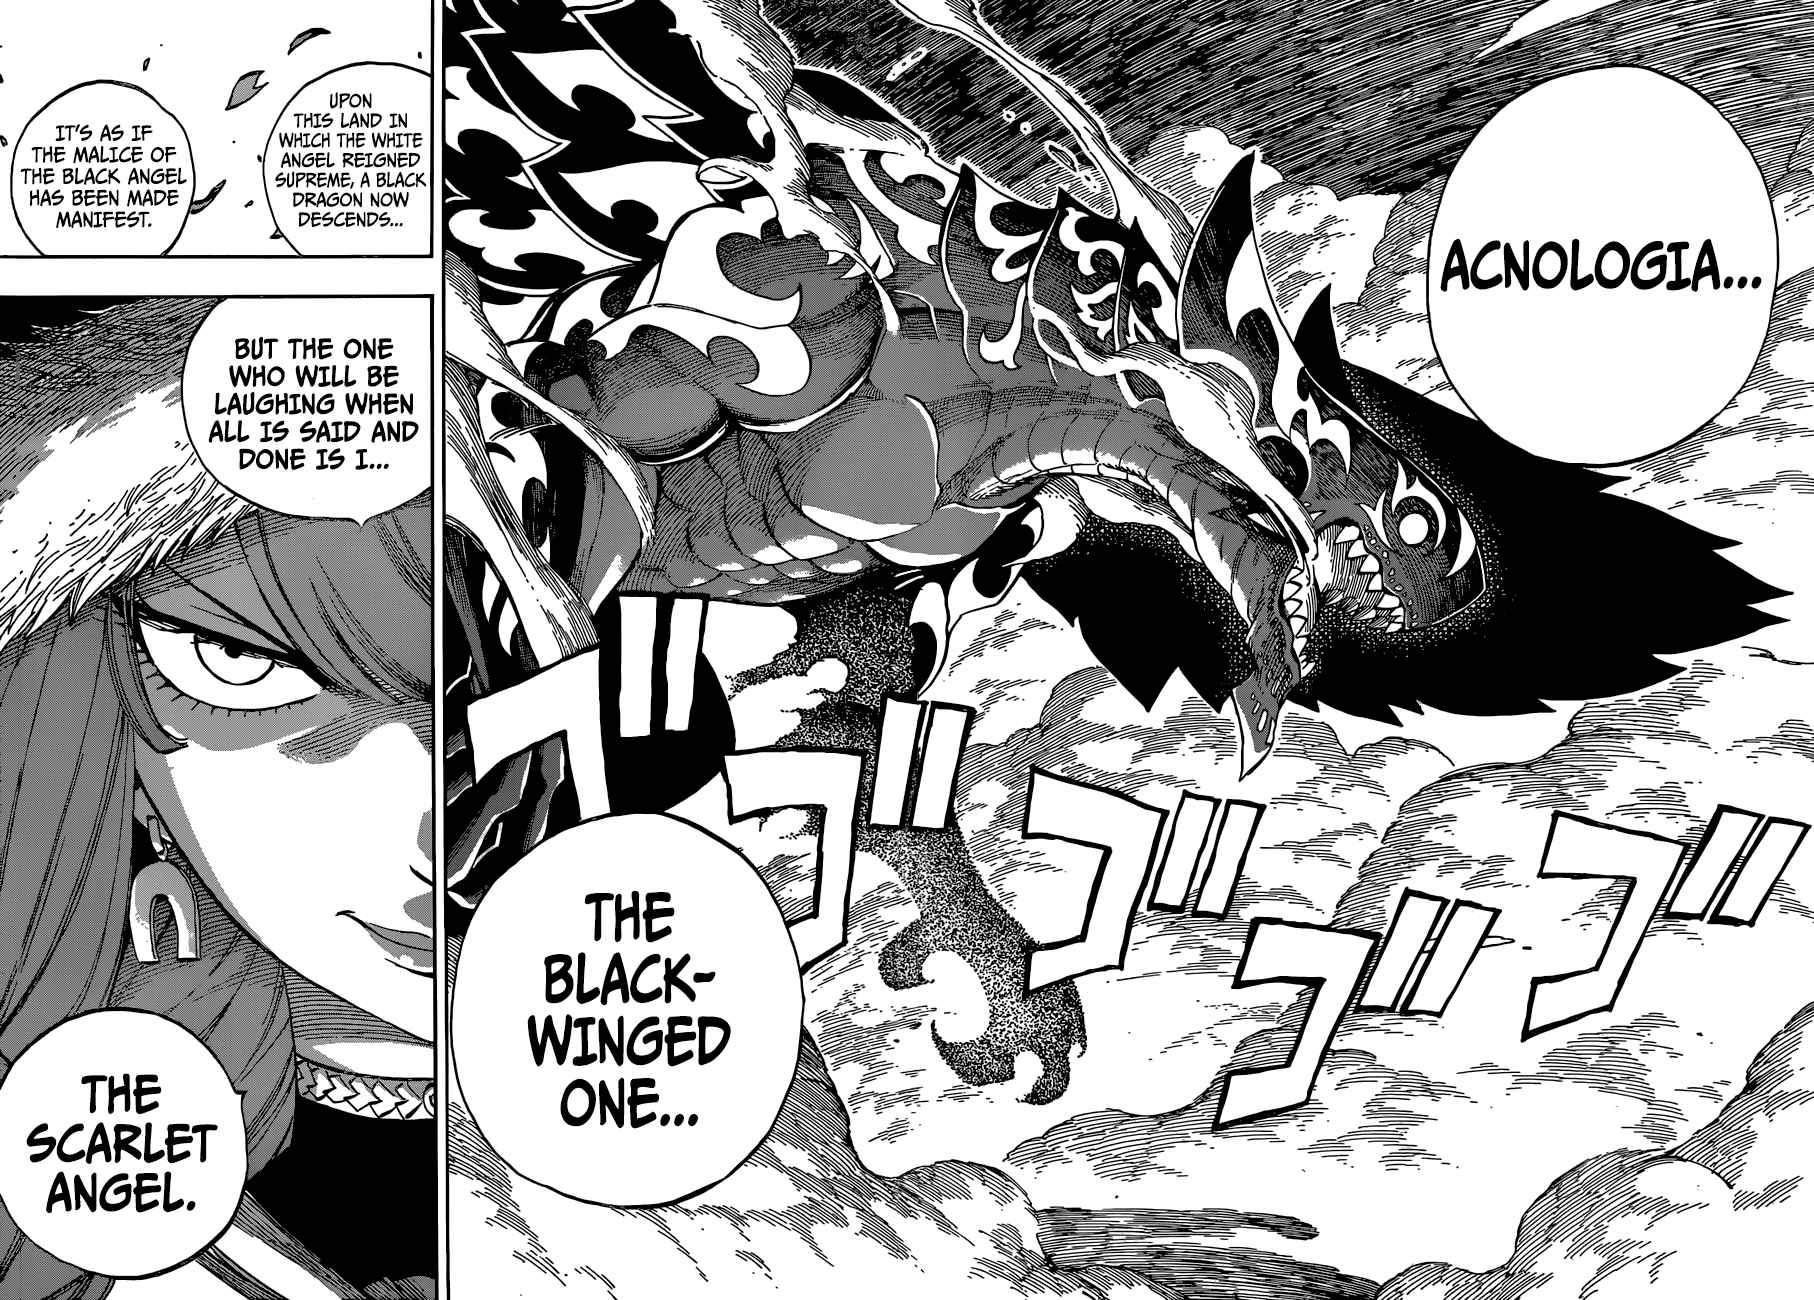 ACNOLOGIA...
THE
BLACK-
WINGED
ONE...
ゴゴゴゴゴ
UPON
THIS LAND IN
WHICH THE WHITE
ANGEL REIGNED
SUPREME, A BLACK
DRAGON NOW
DESCENDS...
IT'S AS IF
THE MALICE OF
THE BLACK ANGEL
HAS BEEN MADE
MANIFEST.
BUT THE ONE
WHO WILL BE
LAUGHING WHEN
ALL IS SAID AND
DONE IS I...
THE
SCARLET
ANGEL.